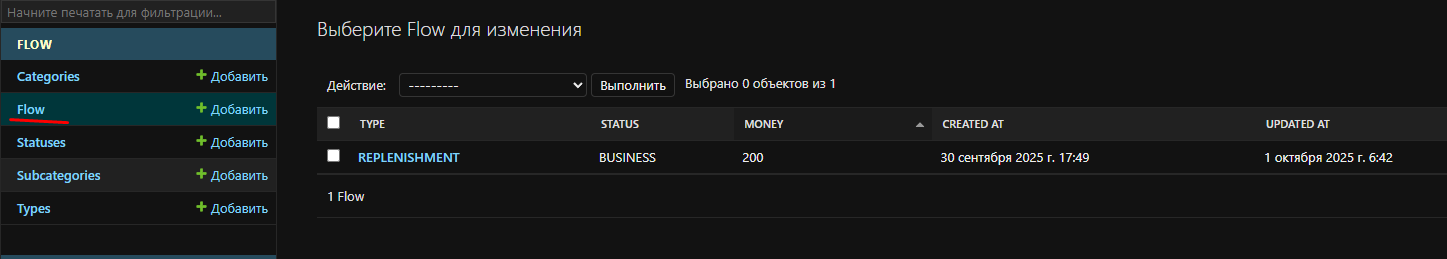 Начните печатать для фильтрации...
FLOW
Categories + Добавить
Flow + Добавить
Statuses + Добавить
Subcategories + Добавить
Types + Добавить
Выберите Flow для изменения
Действие: --------- Выполнить Выбрано 0 объектов из 1
TYPE STATUS MONEY CREATED AT UPDATED AT
REPLENISHMENT BUSINESS 200 30 сентября 2025 г. 17:49 1 октября 2025 г. 6:42
1 Flow